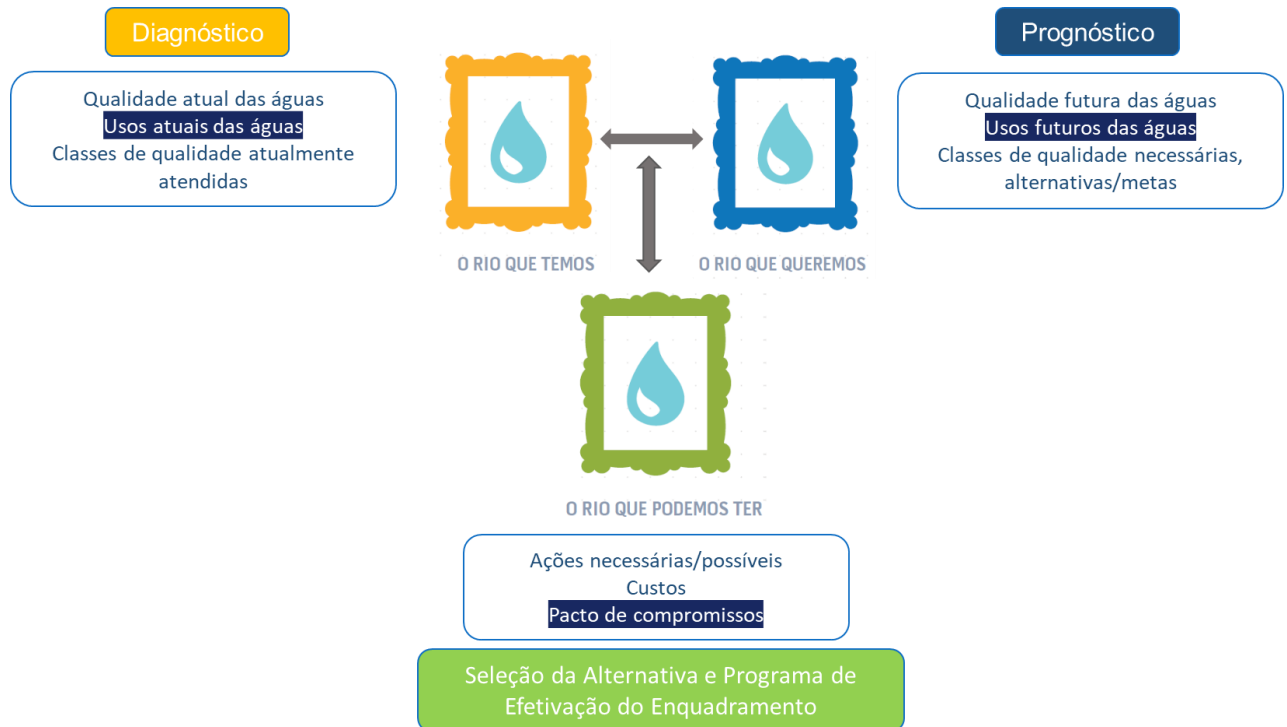 Diagnóstico
Qualidade atual das águas
Usos atuais das águas
Classes de qualidade atualmente
atendidas
Prognóstico
Qualidade futura das águas
Usos futuros das águas
Classes de qualidade necessárias,
alternativas/metas
O RIO QUE TEMOS
O RIO QUE QUEREMOS
O RIO QUE PODEMOS TER
Ações necessárias/possíveis
Custos
Pacto de compromissos
Seleção da Alternativa e Programa de
Efetivação do Enquadramento